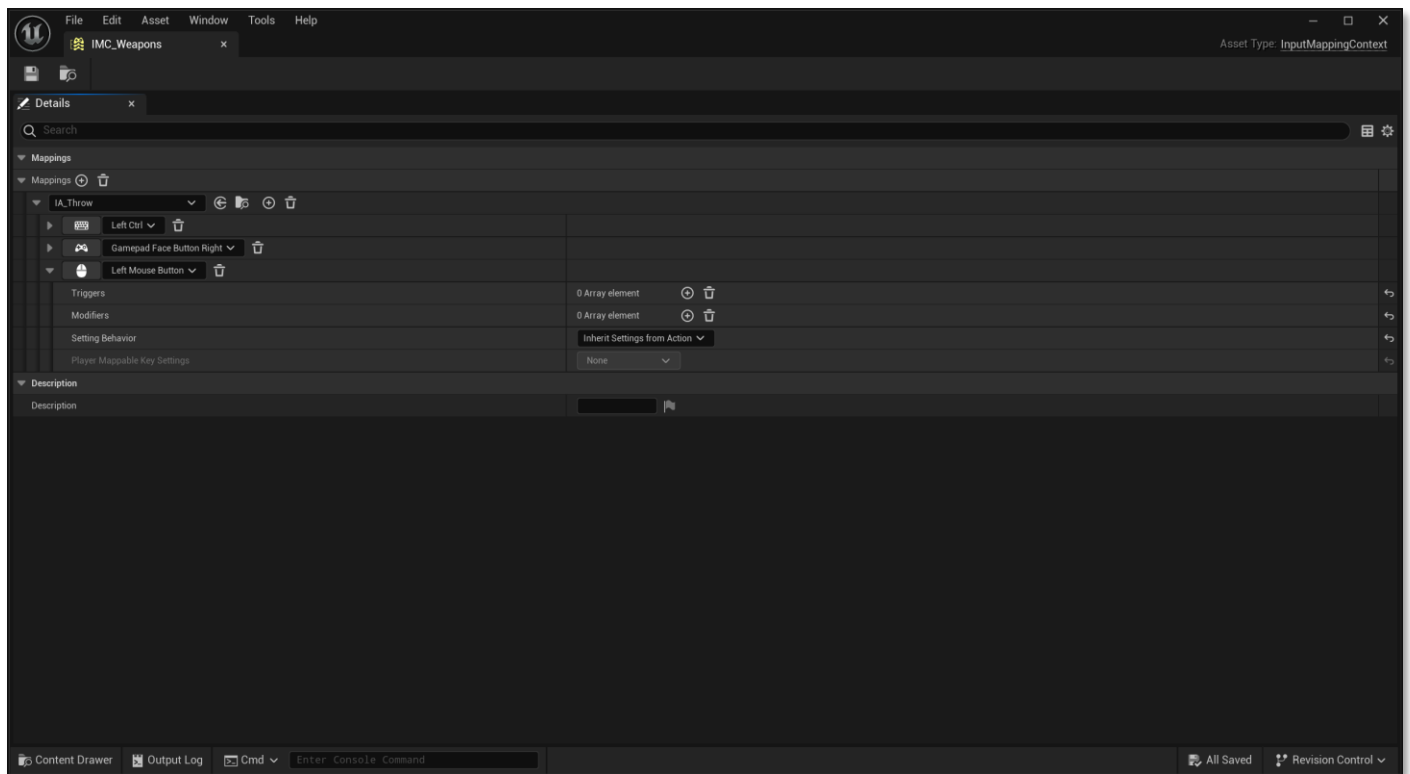 File Edit Asset Window Tools Help
IMC_Weapons
Asset Type: InputMappingContext
Details
Search
Mappings
Mappings
IA_Throw
Left Ctrl
Gamepad Face Button Right
Left Mouse Button
Triggers 0 Array element
Modifiers 0 Array element
Setting Behavior Inherit Settings from Action
Player Mappable Key Settings None
Description
Description
Content Drawer Output Log Cmd Enter Console Command All Saved Revision Control